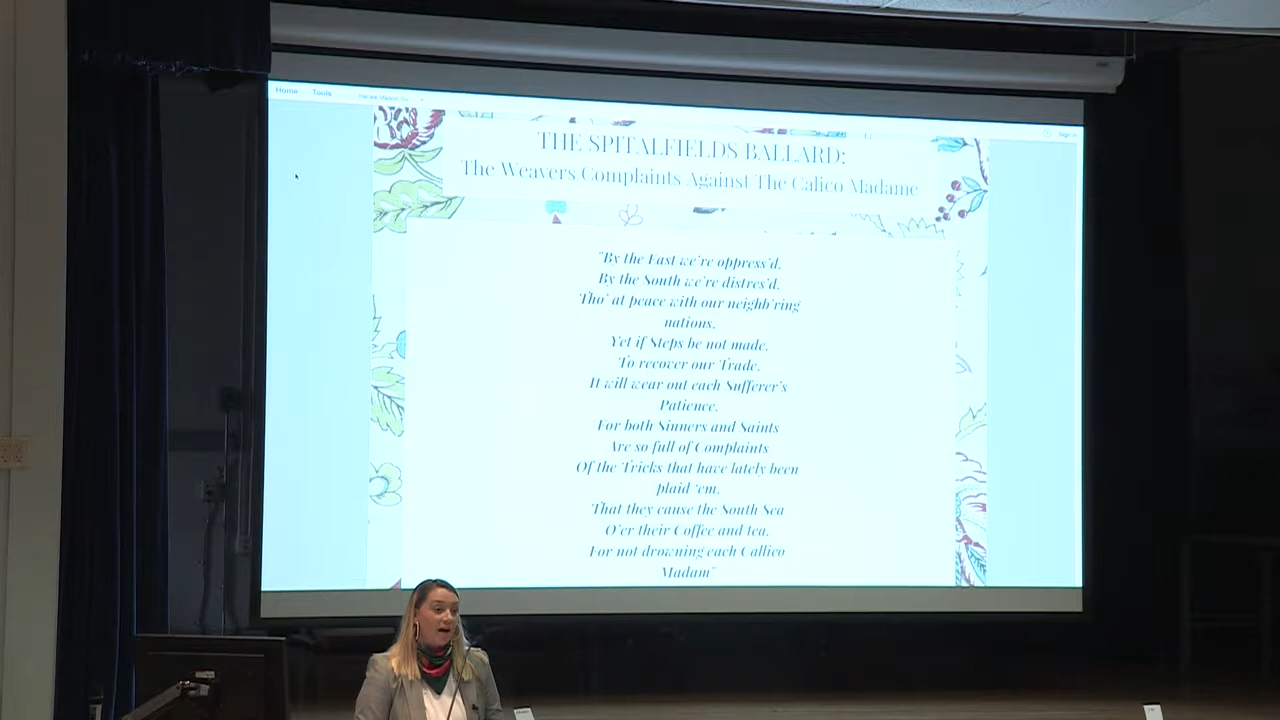 Home
Tools
Sign In
THE SPITALFIELDS BALLARD:
The Weavers Complaints Against The Calico Madame
"By the East we're oppress'd,
By the South we're distres'd,
Tho' at peace with our neighb'ring
nations,
Yet if Steps be not made,
To recover our Trade,
It will wear out each Sufferer's
Patience,
For both Sinners and Saints
Are so full of Complaints
Of the Tricks that have lately been
plaid 'em,
That they cause the South Sea
O'er their Coffee and tea,
For not drowning each Callico
Madam"